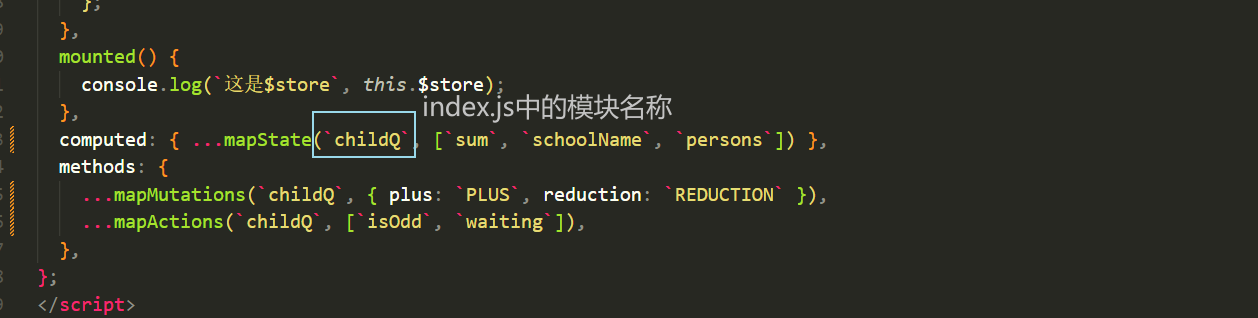 };
},
mounted() {
console.log(`这是$store`, this.$store);
},
index.js中的模块名称
computed: { ...mapState(`childQ`, [`sum`, `schoolName`, `persons`]) },
methods: {
...mapMutations(`childQ`, { plus: `PLUS`, reduction: `REDUCTION` }),
...mapActions(`childQ`, [`isOdd`, `waiting`]),
},
};
</script>